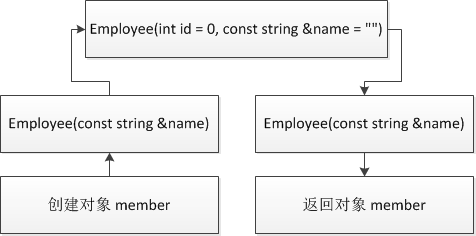 Employee(int id = 0, const string &name = "")
Employee(const string &name)
Employee(const string &name)
创建对象 member
返回对象 member